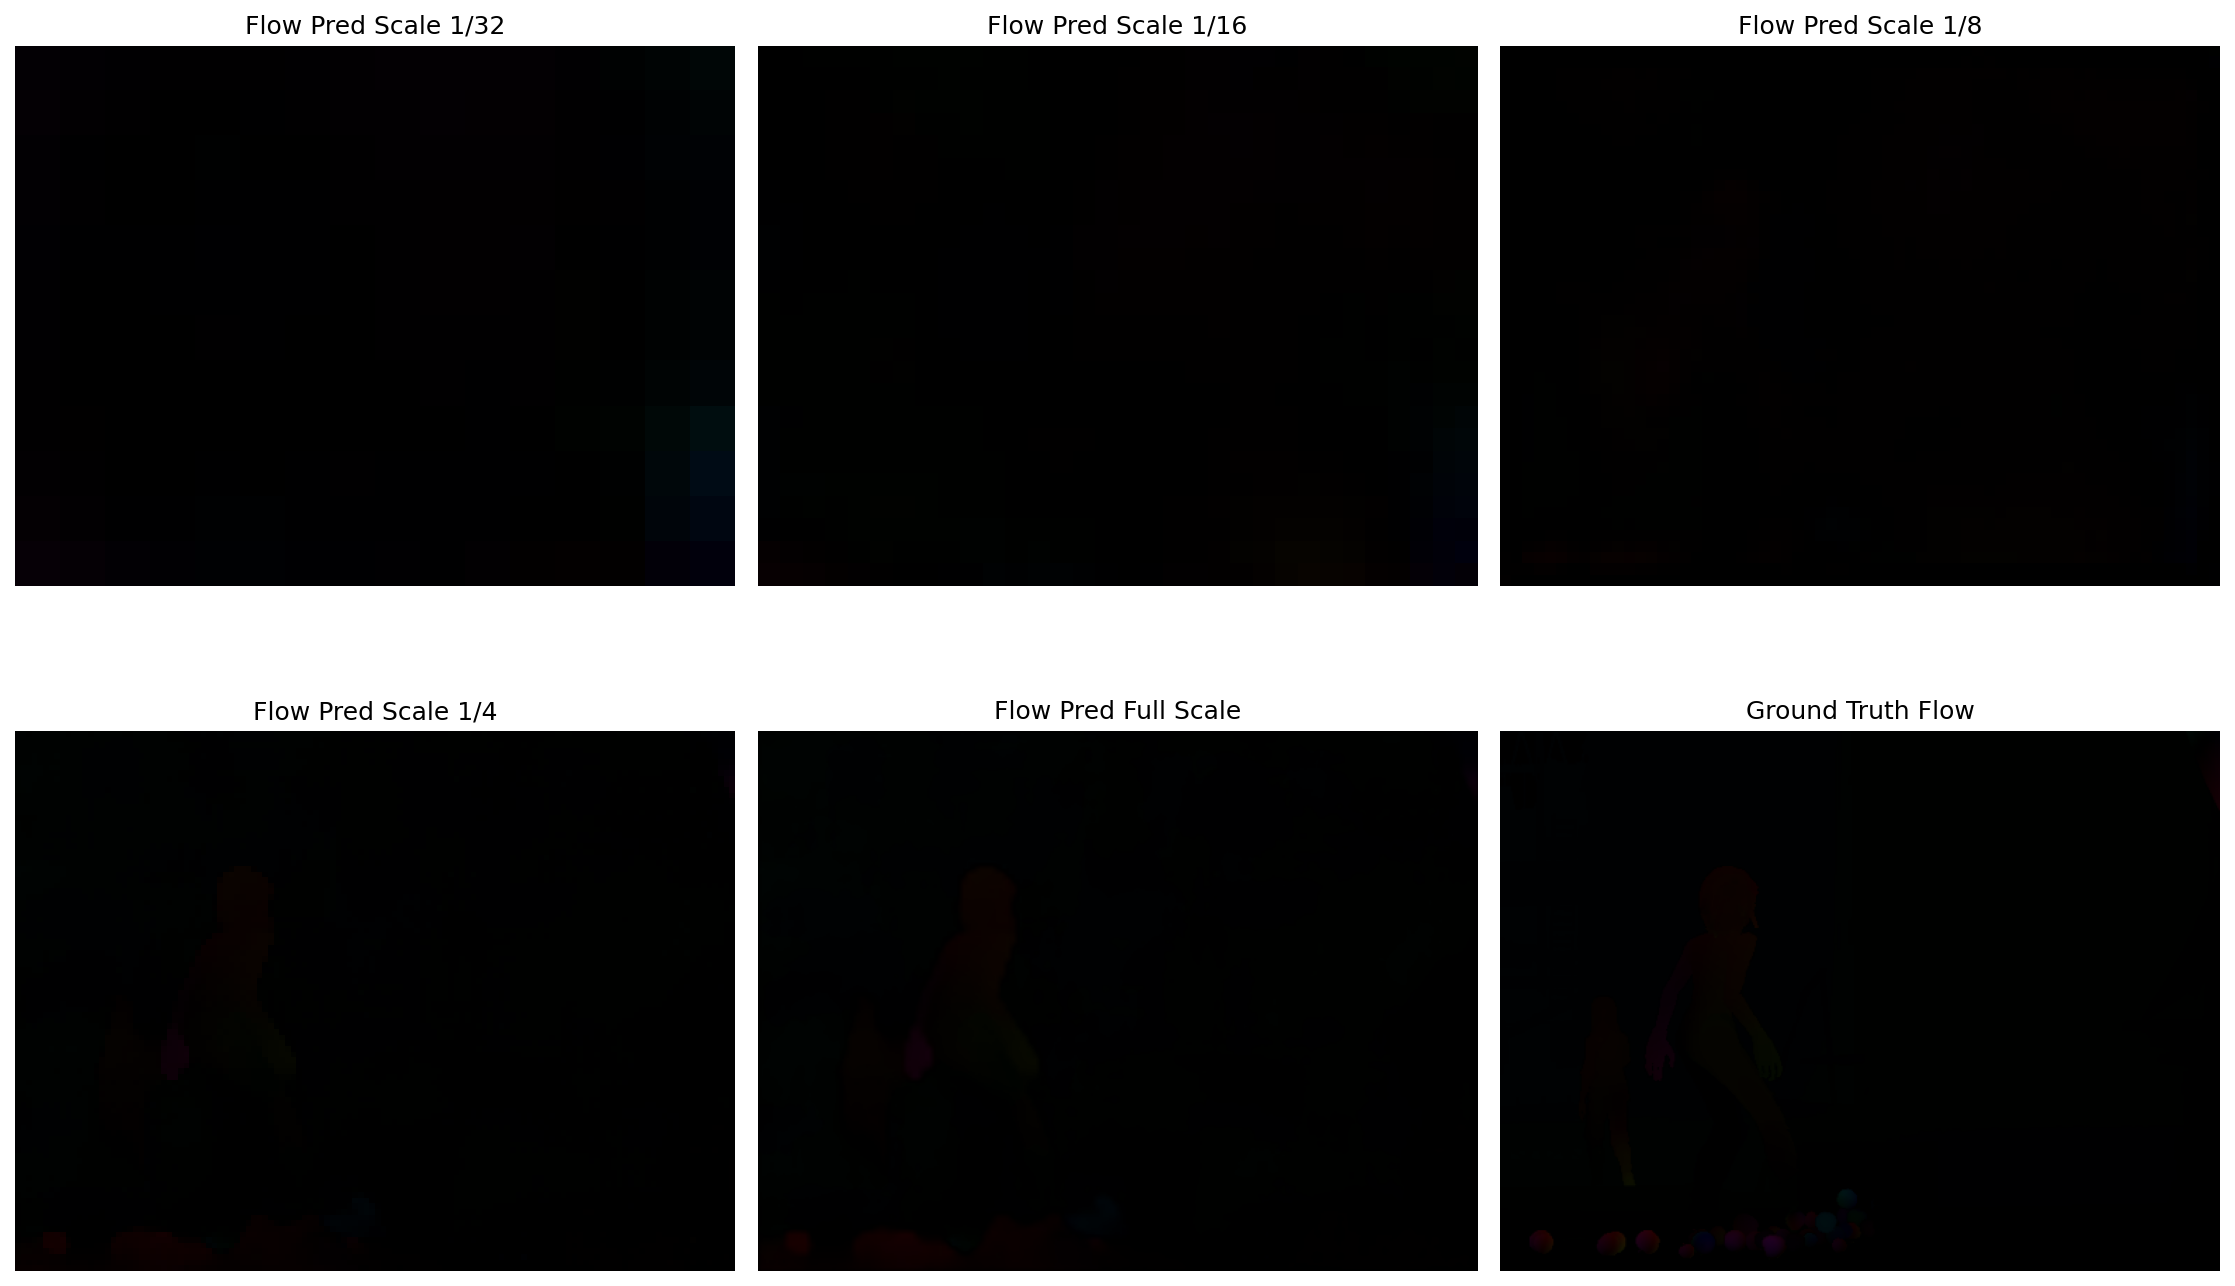 Flow Pred Scale 1/32
Flow Pred Scale 1/16
Flow Pred Scale 1/8
Flow Pred Scale 1/4
Flow Pred Full Scale
Ground Truth Flow